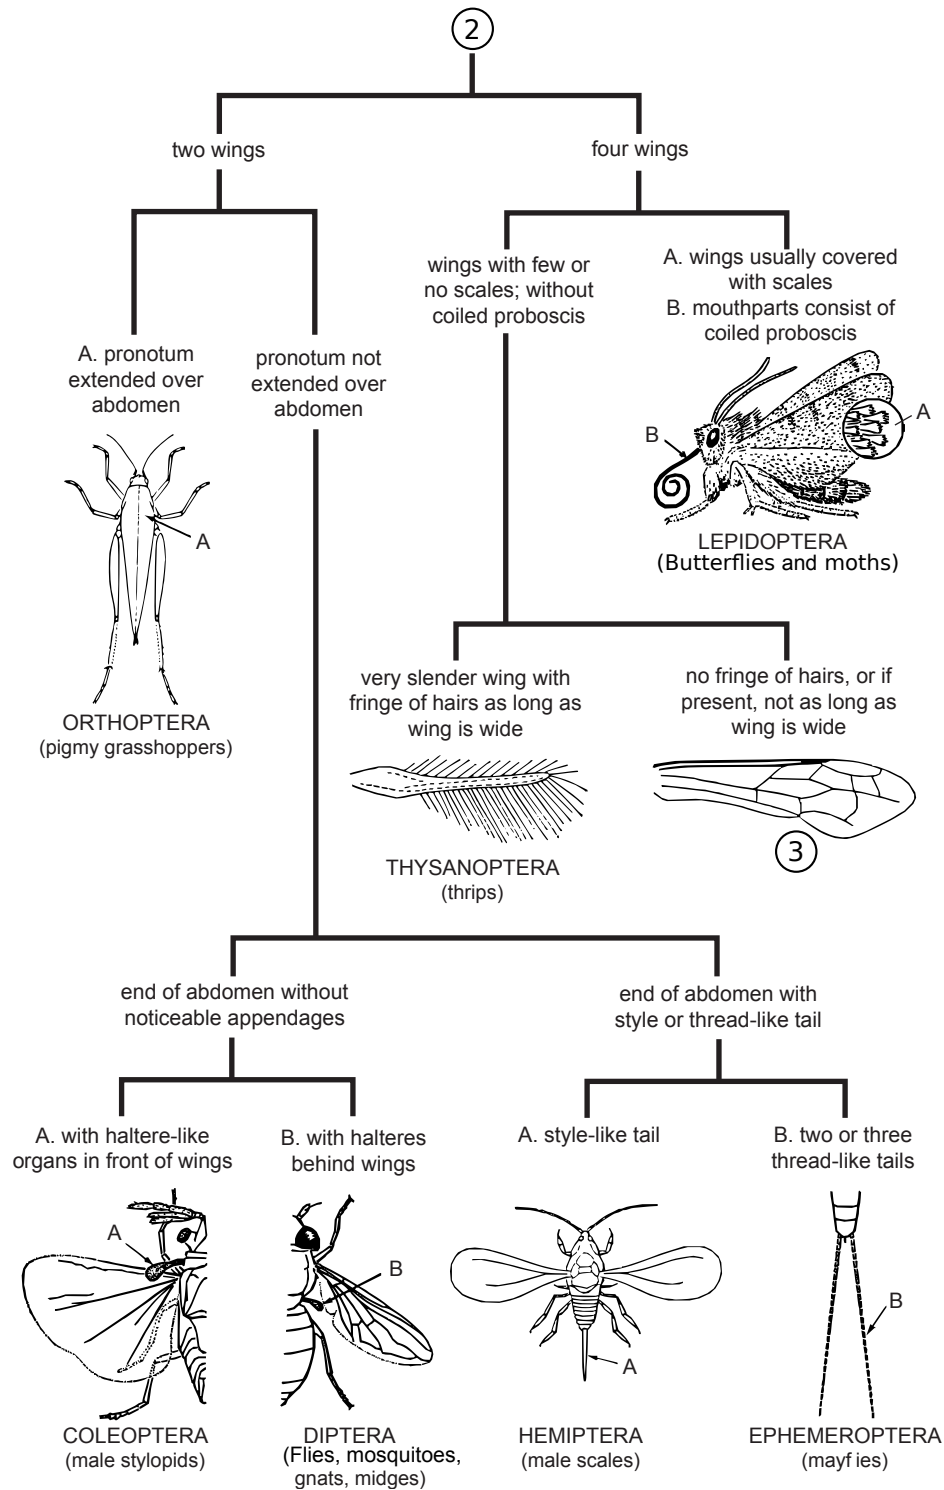 2
two wings
four wings
A. pronotum
extended over
abdomen
pronotum not
extended over
abdomen
wings with few or
no scales; without
coiled proboscis
A. wings usually covered
with scales
B. mouthparts consist of
coiled proboscis
A
B
A
LEPIDOPTERA
(Butterflies and moths)
A
ORTHOPTERA
(pigmy grasshoppers)
very slender wing with
fringe of hairs as long as
wing is wide
no fringe of hairs, or if
present, not as long as
wing is wide
THYSANOPTERA
(thrips)
3
end of abdomen without
noticeable appendages
end of abdomen with
style or thread-like tail
A. with haltere-like
organs in front of wings
B. with halteres
behind wings
A. style-like tail
B. two or three
thread-like tails
A
B
A
B
COLEOPTERA
(male stylopids)
DIPTERA
(Flies, mosquitoes,
gnats, midges)
HEMIPTERA
(male scales)
EPHEMEROPTERA
(mayf ies)